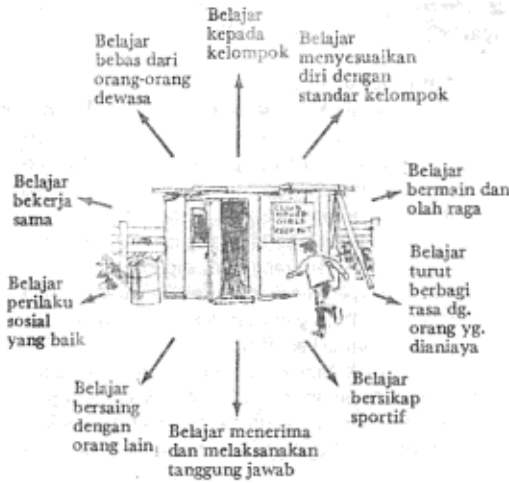 Belajar
bebas dari
orang-orang
dewasa
Belajar
kepada
kelompok
Belajar
menyesuaikan
diri dengan
standar kelompok
Belajar
bermain dan
olah raga
Belajar
turut
berbagi
rasa dg.
orang yg.
dianiaya
Belajar
bersikap
sportif
Belajar menerima
dan melaksanakan
tanggung jawab
Belajar
bersaing
dengan
orang lain
Belajar
perilaku
sosial
yang baik
Belajar
bekerja
sama